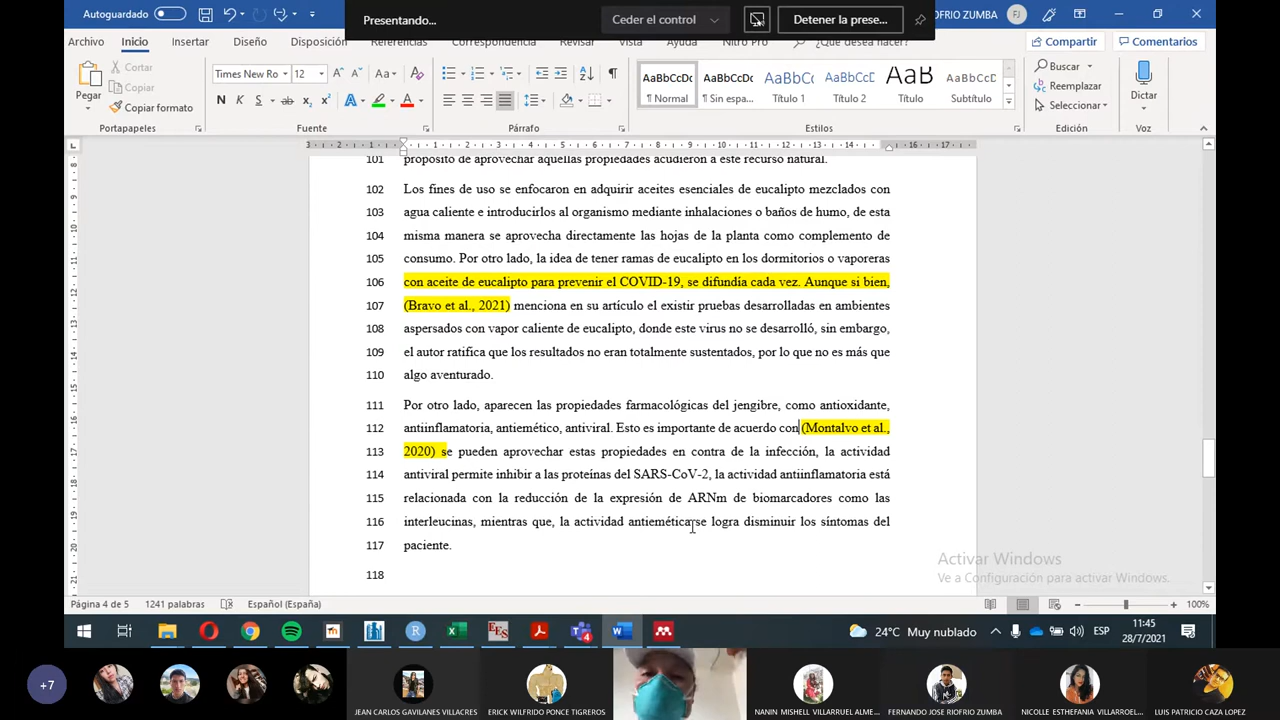 Autoguardado
Presentando...
Ceder el control
Detener la prese...
RIOFRIO ZUMBA
FJ
Archivo
Inicio
Insertar
Diseño
Disposición
Referencias
Correspondencia
Revisar
Vista
Ayuda
Nitro Pro
¿Qué desea hacer?
Compartir
Comentarios
Pegar
Cortar
Copiar
Copiar formato
Portapapeles
Times New Ro
12
Fuente
Párrafo
AaBbCcDc
¶ Normal
AaBbCcDc
¶ Sin espa...
AaBbC
Título 1
AaBbCc
Título 2
AaB
Título
AaBbCcD
Subtítulo
Estilos
Buscar
Reemplazar
Seleccionar
Edición
Dictar
Voz
101 propósito de aprovechar aquellas propiedades acudieron a este recurso natural.
102 Los fines de uso se enfocaron en adquirir aceites esenciales de eucalipto mezclados con
103 agua caliente e introducirlos al organismo mediante inhalaciones o baños de humo, de esta
104 misma manera se aprovecha directamente las hojas de la planta como complemento de
105 consumo. Por otro lado, la idea de tener ramas de eucalipto en los dormitorios o vaporeras
106 con aceite de eucalipto para prevenir el COVID-19, se difundía cada vez. Aunque si bien,
107 (Bravo et al., 2021) menciona en su artículo el existir pruebas desarrolladas en ambientes
108 aspersados con vapor caliente de eucalipto, donde este virus no se desarrolló, sin embargo,
109 el autor ratifica que los resultados no eran totalmente sustentados, por lo que no es más que
110 algo aventurado.
111 Por otro lado, aparecen las propiedades farmacológicas del jengibre, como antioxidante,
112 antiinflamatoria, antiemético, antiviral. Esto es importante de acuerdo con (Montalvo et al.,
113 2020) se pueden aprovechar estas propiedades en contra de la infección, la actividad
114 antiviral permite inhibir a las proteínas del SARS-CoV-2, la actividad antiinflamatoria está
115 relacionada con la reducción de la expresión de ARNm de biomarcadores como las
116 interleucinas, mientras que, la actividad antiemética se logra disminuir los síntomas del
117 paciente.
118
Activar Windows
Ve a Configuración para activar Windows.
Página 4 de 5
1241 palabras
Español (España)
100%
24°C Muy nublado
ESP
11:45
28/7/2021
+7
JEAN CARLOS GAVILANES VILLACRES
ERICK WILFRIDO PONCE TIGREROS
NANIN MISHELL VILLARRUEL ALME...
FERNANDO JOSE RIOFRIO ZUMBA
NICOLLE ESTHEFANIA VILLARROEL...
LUIS PATRICIO CAZA LOPEZ